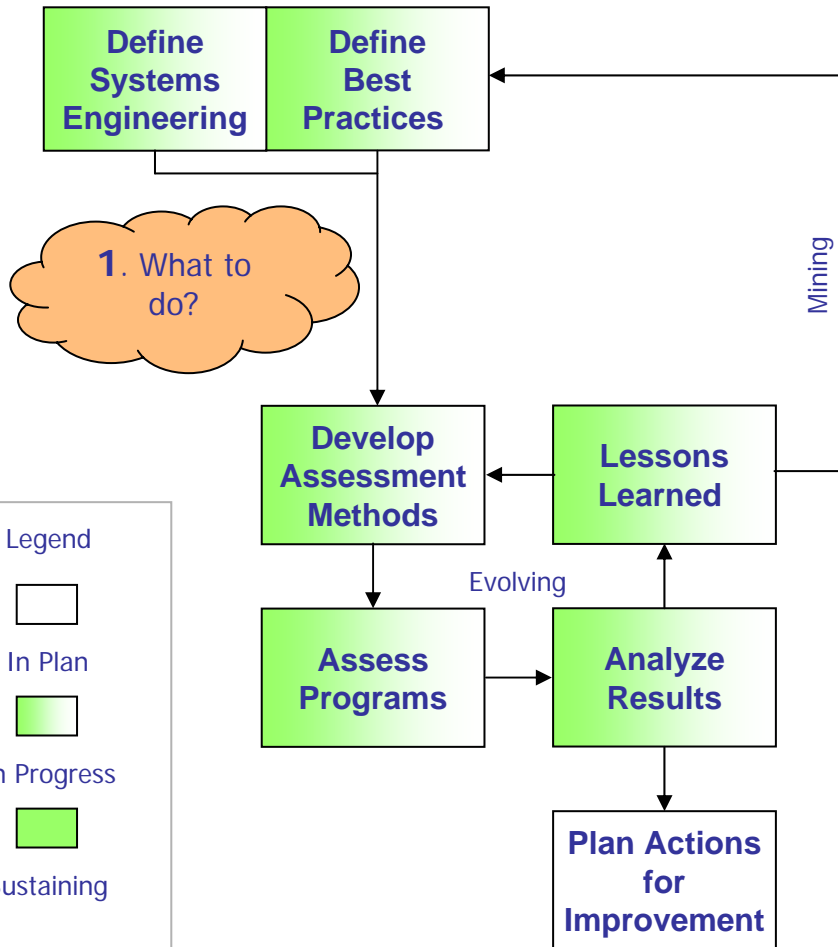 Define
Systems
Engineering
Define
Best
Practices
1. What to
do?
Mining
Develop
Assessment
Methods
Lessons
Learned
Legend
In Plan
Progress
Evolving
Assess
Programs
Analyze
Results
Plan Actions
for
Improvement